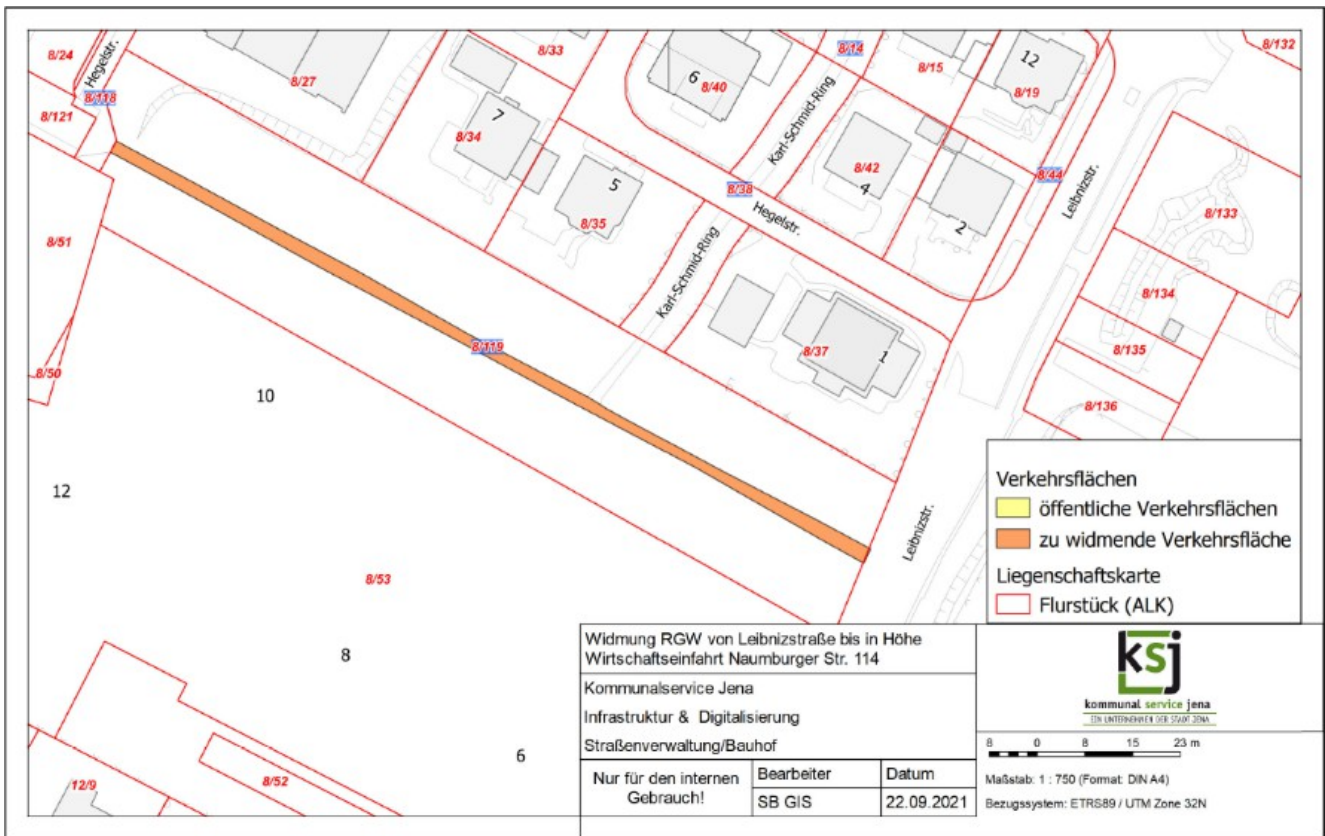 8/24
Hegelstr.
8/118
8/121
8/27
8/33
7
8/34
5
8/35
6
8/40
8/14
Karl-Schmid-Ring
8/15
12
8/19
8/132
8/42
4
8/38
Hegelstr.
2
8/44
Leibnizstr.
8/133
8/51
8/134
8/135
8/136
Karl-Schmid-Ring
8/37
1
8/119
8/50
10
12
Leibnizstr.
8/53
8
6
12/9
8/52
Verkehrsflächen
öffentliche Verkehrsflächen
zu widmende Verkehrsfläche
Liegenschaftskarte
Flurstück (ALK)
Widmung RGW von Leibnizstraße bis in Höhe
Wirtschaftseinfahrt Naumburger Str. 114
Kommunalservice Jena
Infrastruktur & Digitalisierung
Straßenverwaltung/Bauhof
Nur für den internen
Gebrauch!
Bearbeiter
Datum
SB GIS
22.09.2021
ksj
kommunal service jena
EIN UNTERNEHMEN DER STADT JENA
8 0 8 15 23 m
Maßstab: 1 : 750 (Format: DIN A4)
Bezugssystem: ETRS89 / UTM Zone 32N